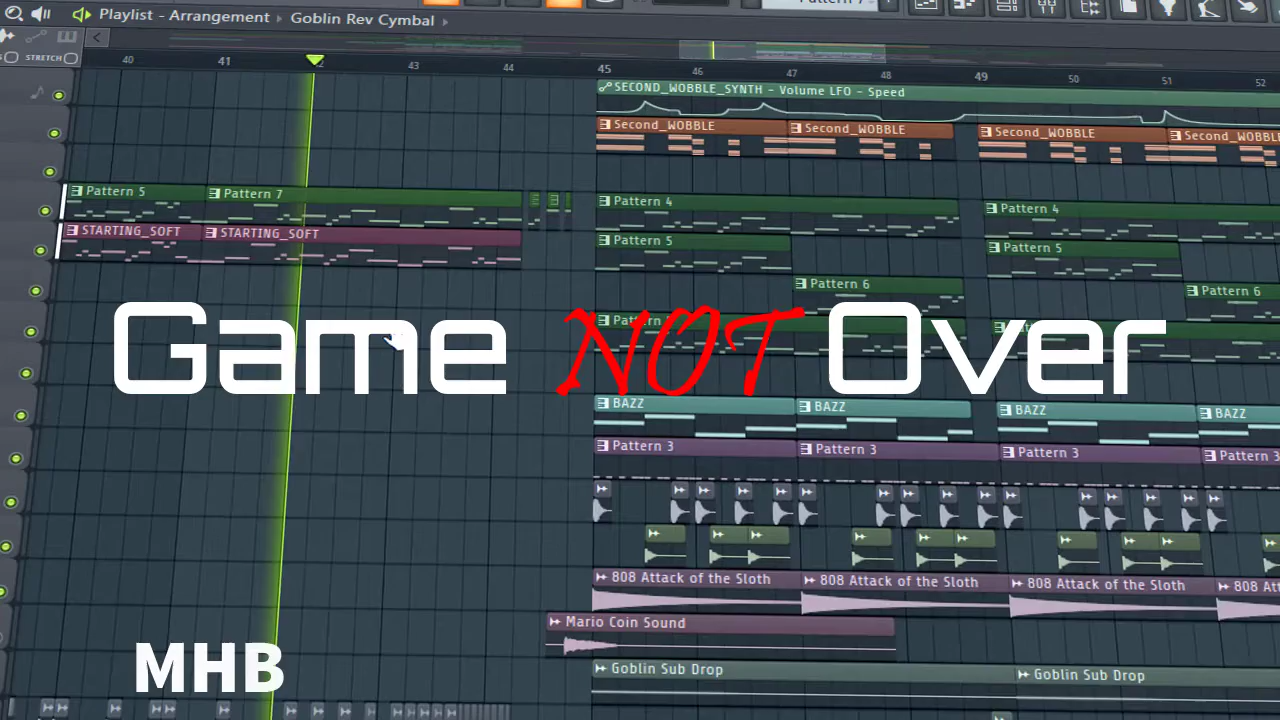 Playlist - Arrangement › Goblin Rev Cymbal ›
STRETCH
40 41 43 44 45 46 47 48 49 50 51 52
SECOND_WOBBLE_SYNTH - Volume LFO - Speed
Second_WOBBLE Second_WOBBLE Second_WOBBLE Second_WOBBLE
Pattern 5 Pattern 7 Pattern 4 Pattern 4
STARTING_SOFT STARTING_SOFT Pattern 5 Pattern 5
Pattern 6 Pattern 6
Game NOT Over
BAZZ BAZZ BAZZ BAZZ
Pattern 3 Pattern 3 Pattern 3 Pattern 3
808 Attack of the Sloth 808 Attack of the Sloth 808 Attack of the Sloth 808 Att
Mario Coin Sound
Goblin Sub Drop Goblin Sub Drop
MHB